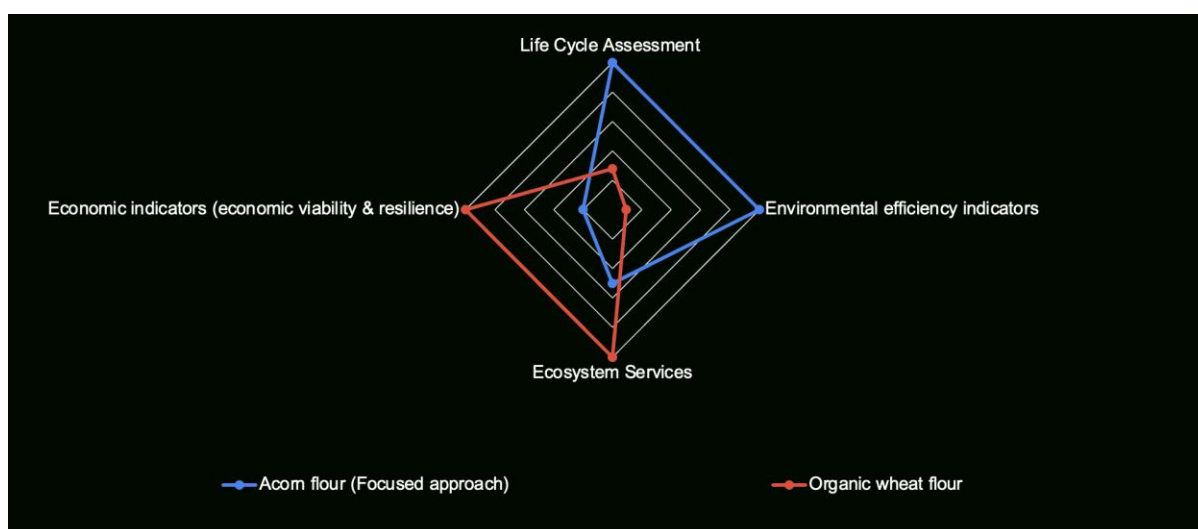 Life Cycle Assessment
Economic indicators (economic viability & resilience)
Environmental efficiency indicators
Ecosystem Services
Acorn flour (Focused approach)
Organic wheat flour